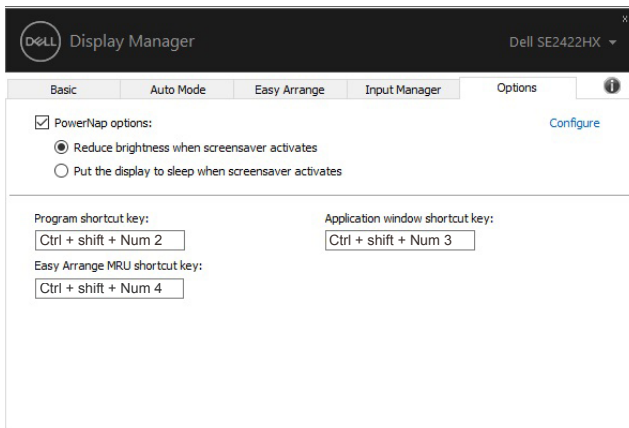 x
DELL Display Manager
Dell SE2422HX
Basic Auto Mode Easy Arrange Input Manager Options i
PowerNap options: Configure
Reduce brightness when screensaver activates
Put the display to sleep when screensaver activates
Program shortcut key: Application window shortcut key:
Ctrl + shift + Num 2 Ctrl + shift + Num 3
Easy Arrange MRU shortcut key:
Ctrl + shift + Num 4